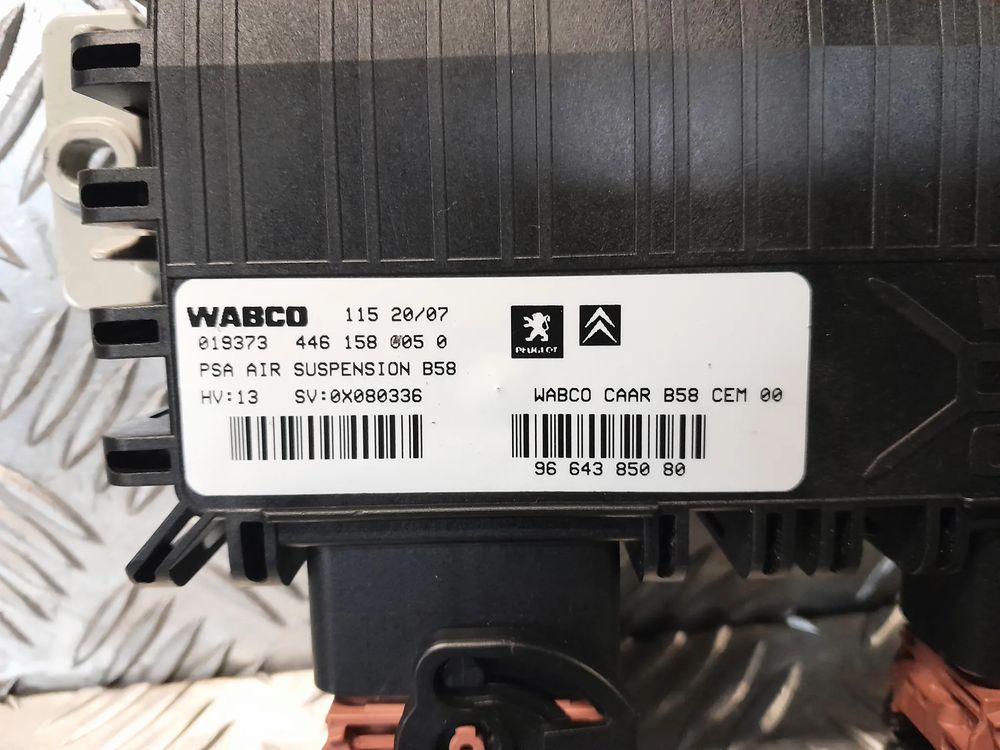 WABCO 115 20/07
019373 446 158 005 0
PSA AIR SUSPENSION B58
HV:13 SV:0X080336
PEUGEOT
WABCO CAAR B58 CEM 00
96 643 850 80